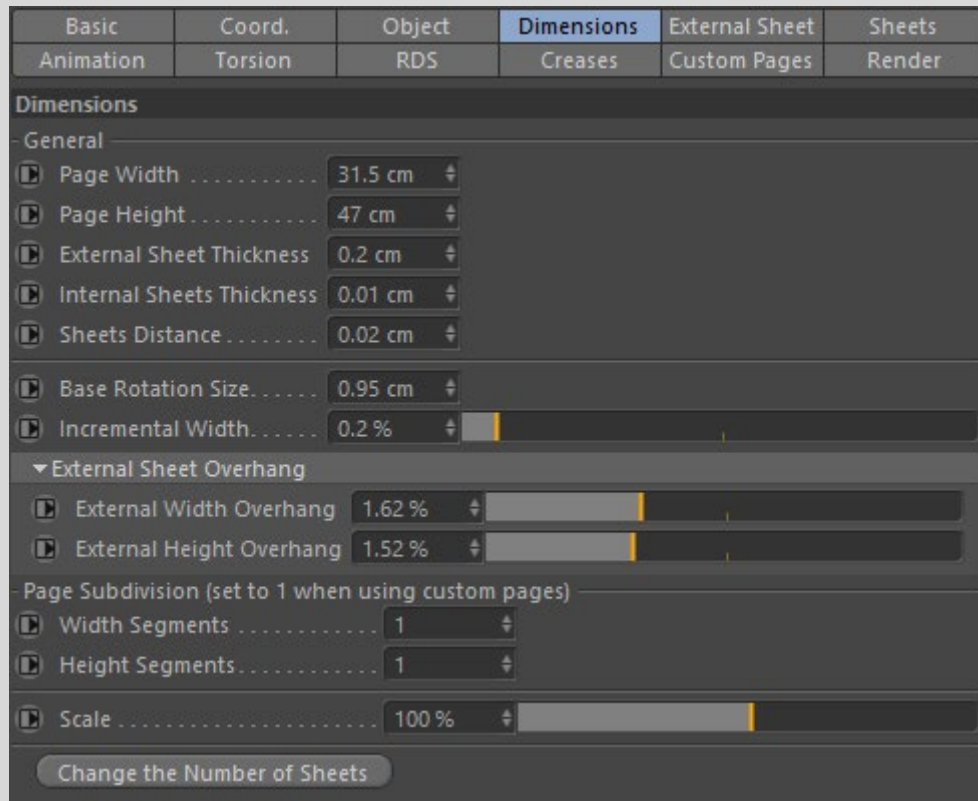 Basic Coord. Object Dimensions External Sheet Sheets
Animation Torsion RDS Creases Custom Pages Render
Dimensions
General
Page Width . . . . . . . . . . . 31.5 cm
Page Height . . . . . . . . . . . 47 cm
External Sheet Thickness 0.2 cm
Internal Sheets Thickness 0.01 cm
Sheets Distance . . . . . . . . 0.02 cm
Base Rotation Size. . . . . . 0.95 cm
Incremental Width. . . . . . 0.2 %
External Sheet Overhang
External Width Overhang 1.62 %
External Height Overhang 1.52 %
Page Subdivision (set to 1 when using custom pages)
Width Segments . . . . . . . . . . . . 1
Height Segments. . . . . . . . . . . . 1
Scale . . . . . . . . . . . . . . . . . . . . . . 100 %
Change the Number of Sheets